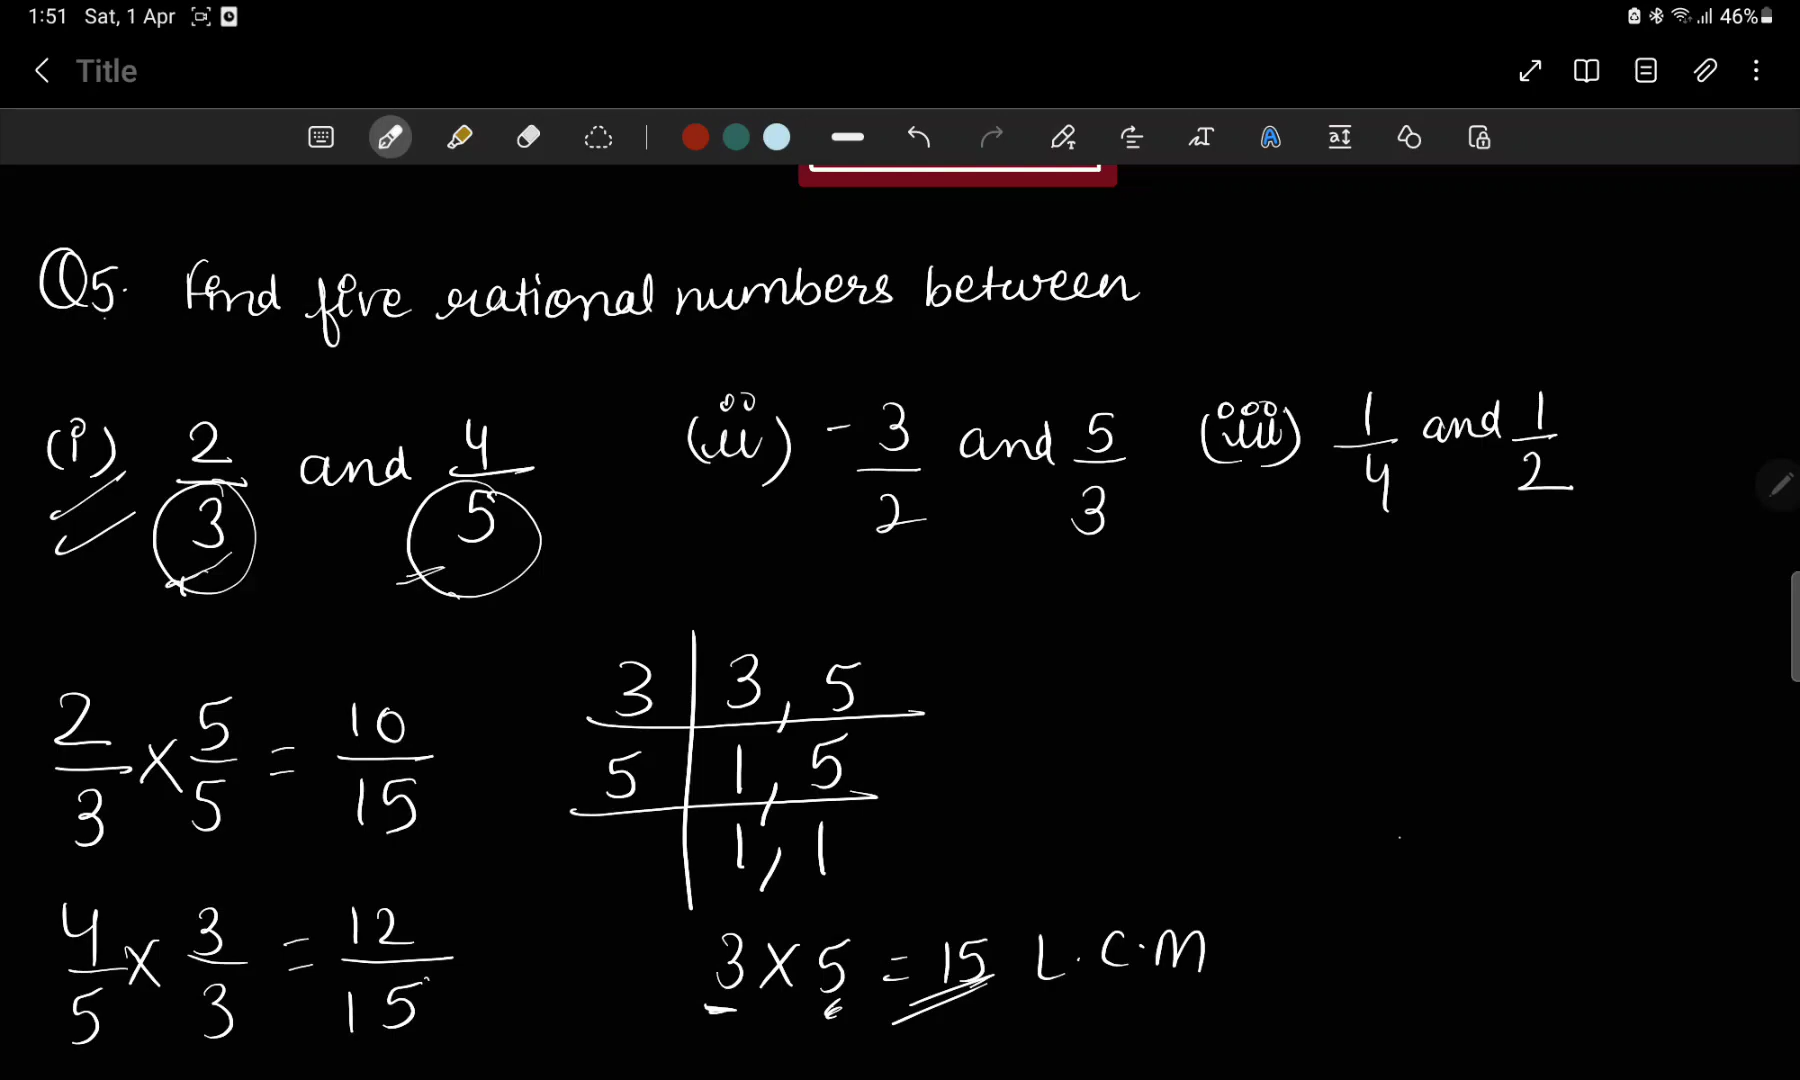 1:51 Sat, 1 Apr 46%
Title
Q5. Find five rational numbers between
(i) 2/3 and 4/5 (ii) -3/2 and 5/3 (iii) 1/4 and 1/2
3 | 3, 5
2/3 × 5/5 = 10/15
5 | 1, 5
1, 1
4/5 × 3/3 = 12/15
3 × 5 = 15 L.C.M